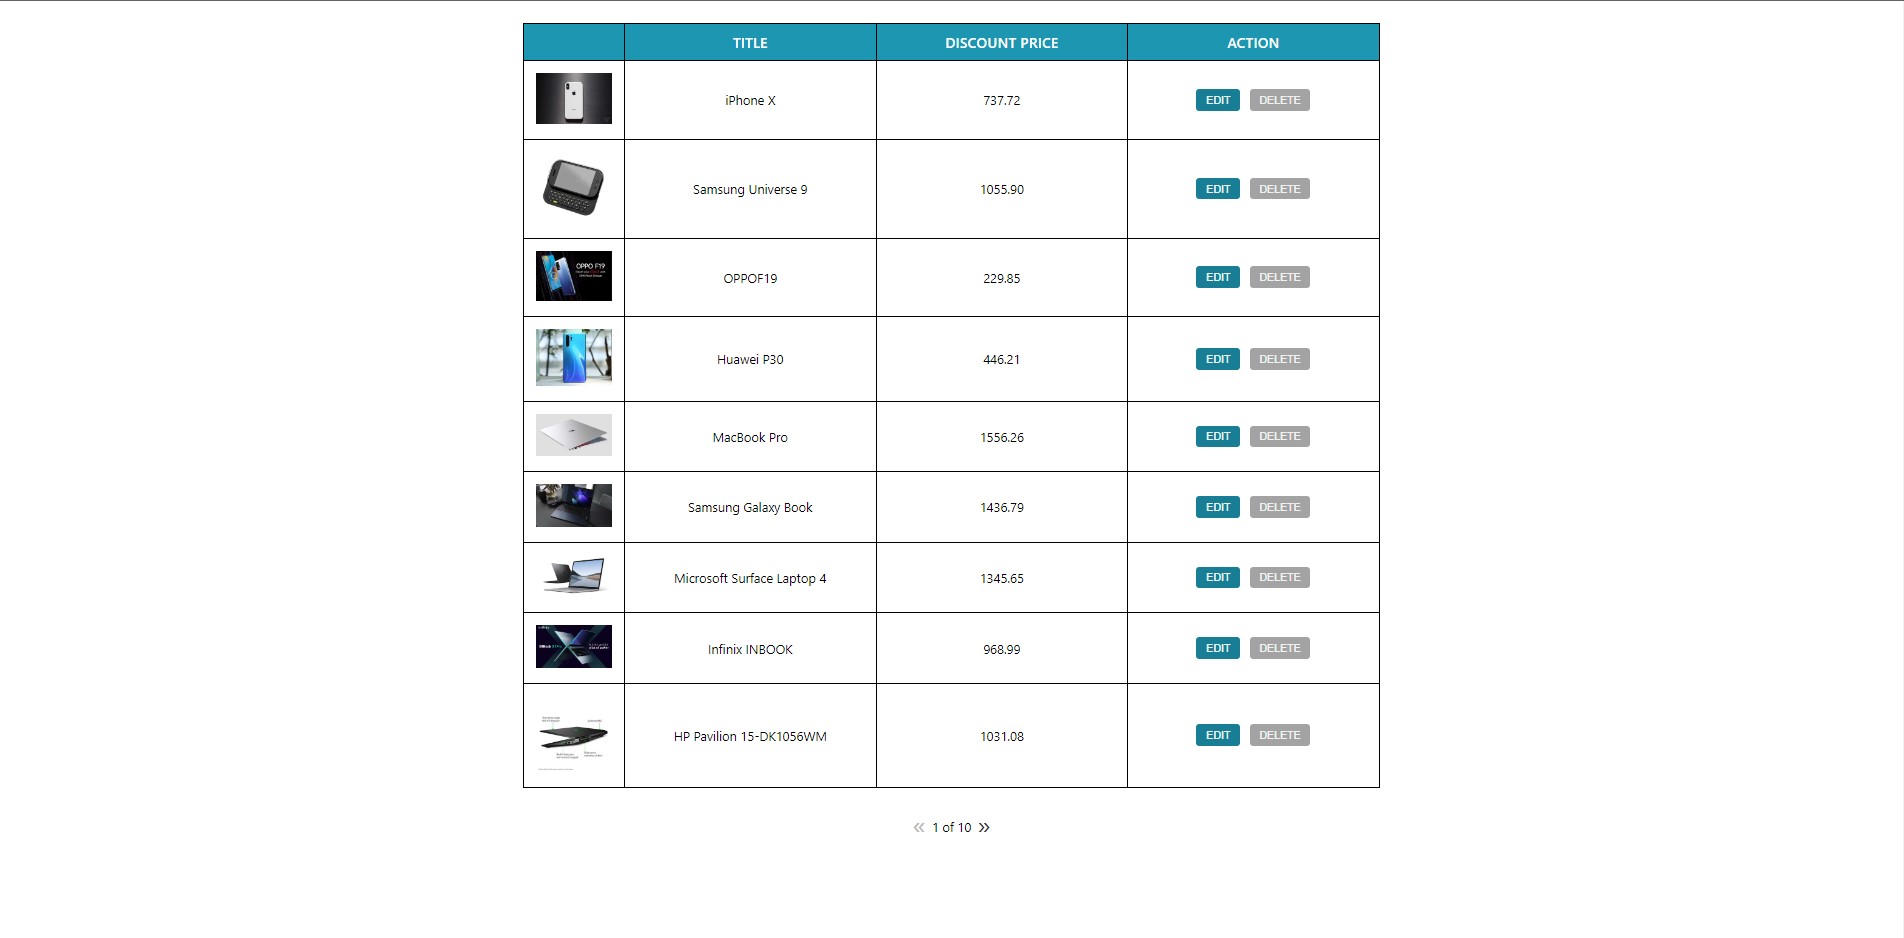 TITLE DISCOUNT PRICE ACTION
iPhone X 737.72 EDIT DELETE
Samsung Universe 9 1055.90 EDIT DELETE
OPPO F19
OPPOF19 229.85 EDIT DELETE
Huawei P30 446.21 EDIT DELETE
MacBook Pro 1556.26 EDIT DELETE
Samsung Galaxy Book 1436.79 EDIT DELETE
Microsoft Surface Laptop 4 1345.65 EDIT DELETE
Infinix INBOOK 968.99 EDIT DELETE
HP Pavilion 15-DK1056WM 1031.08 EDIT DELETE
« 1 of 10 »